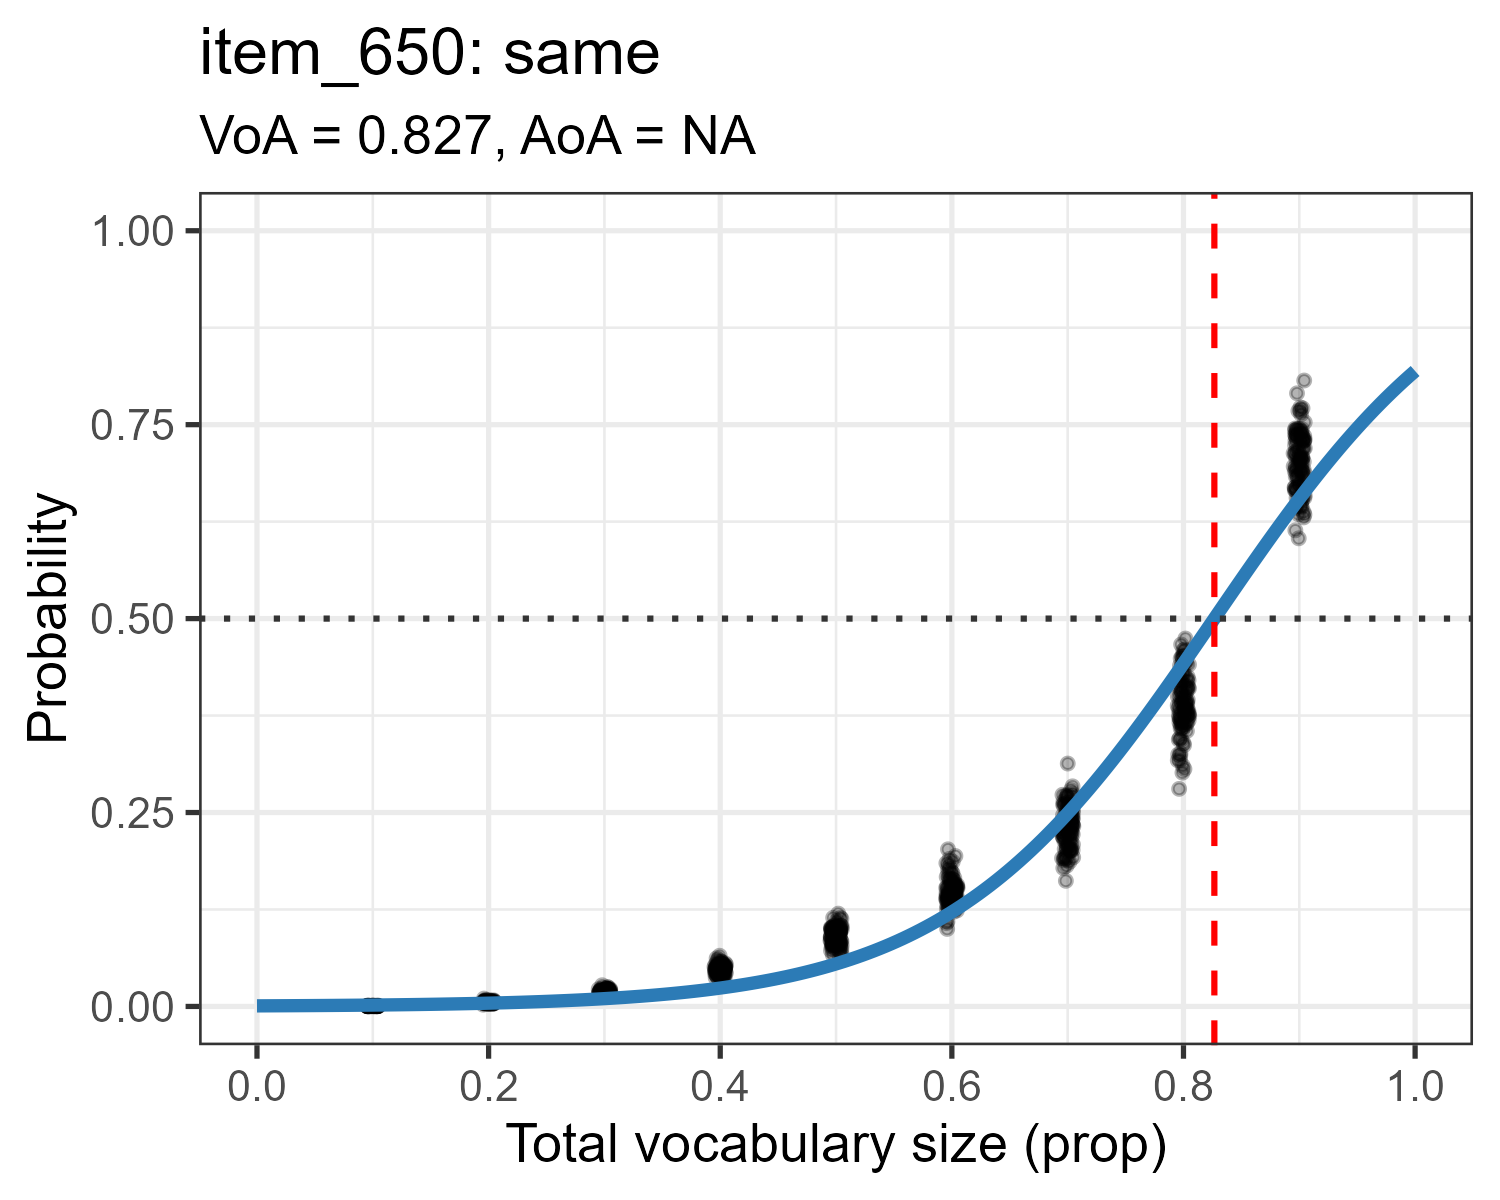 item_650: same
VoA = 0.827, AoA = NA
1.00
0.75
0.50
0.25
0.00
Probability
0.0 0.2 0.4 0.6 0.8 1.0
Total vocabulary size (prop)